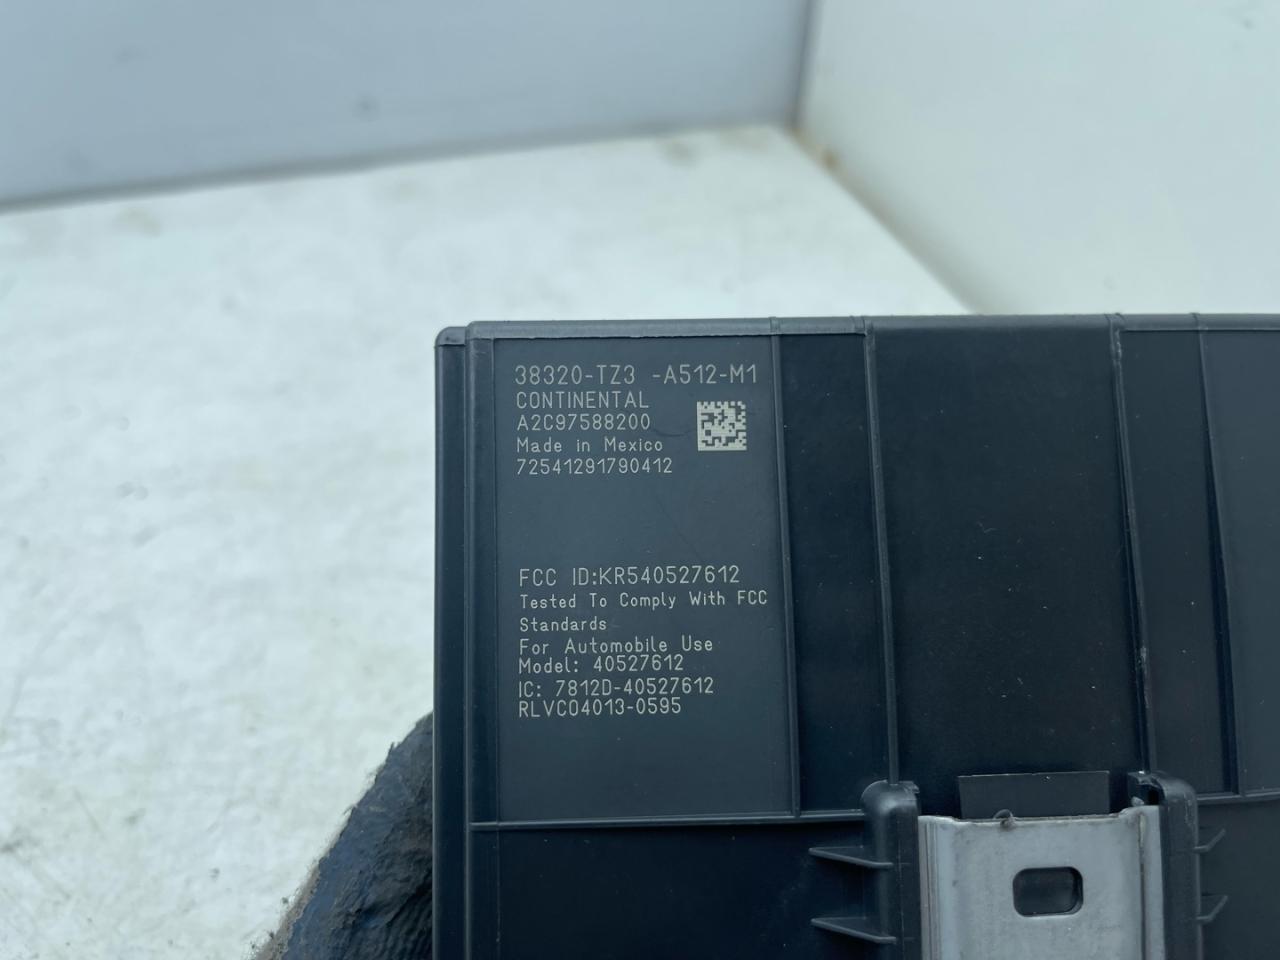 38320-TZ3 -A512-M1
CONTINENTAL
A2C97588200
Made in Mexico
72541291790412
FCC ID:KR540527612
Tested To Comply With FCC
Standards
For Automobile Use
Model: 40527612
IC: 7812D-40527612
RLVCO4013-0595